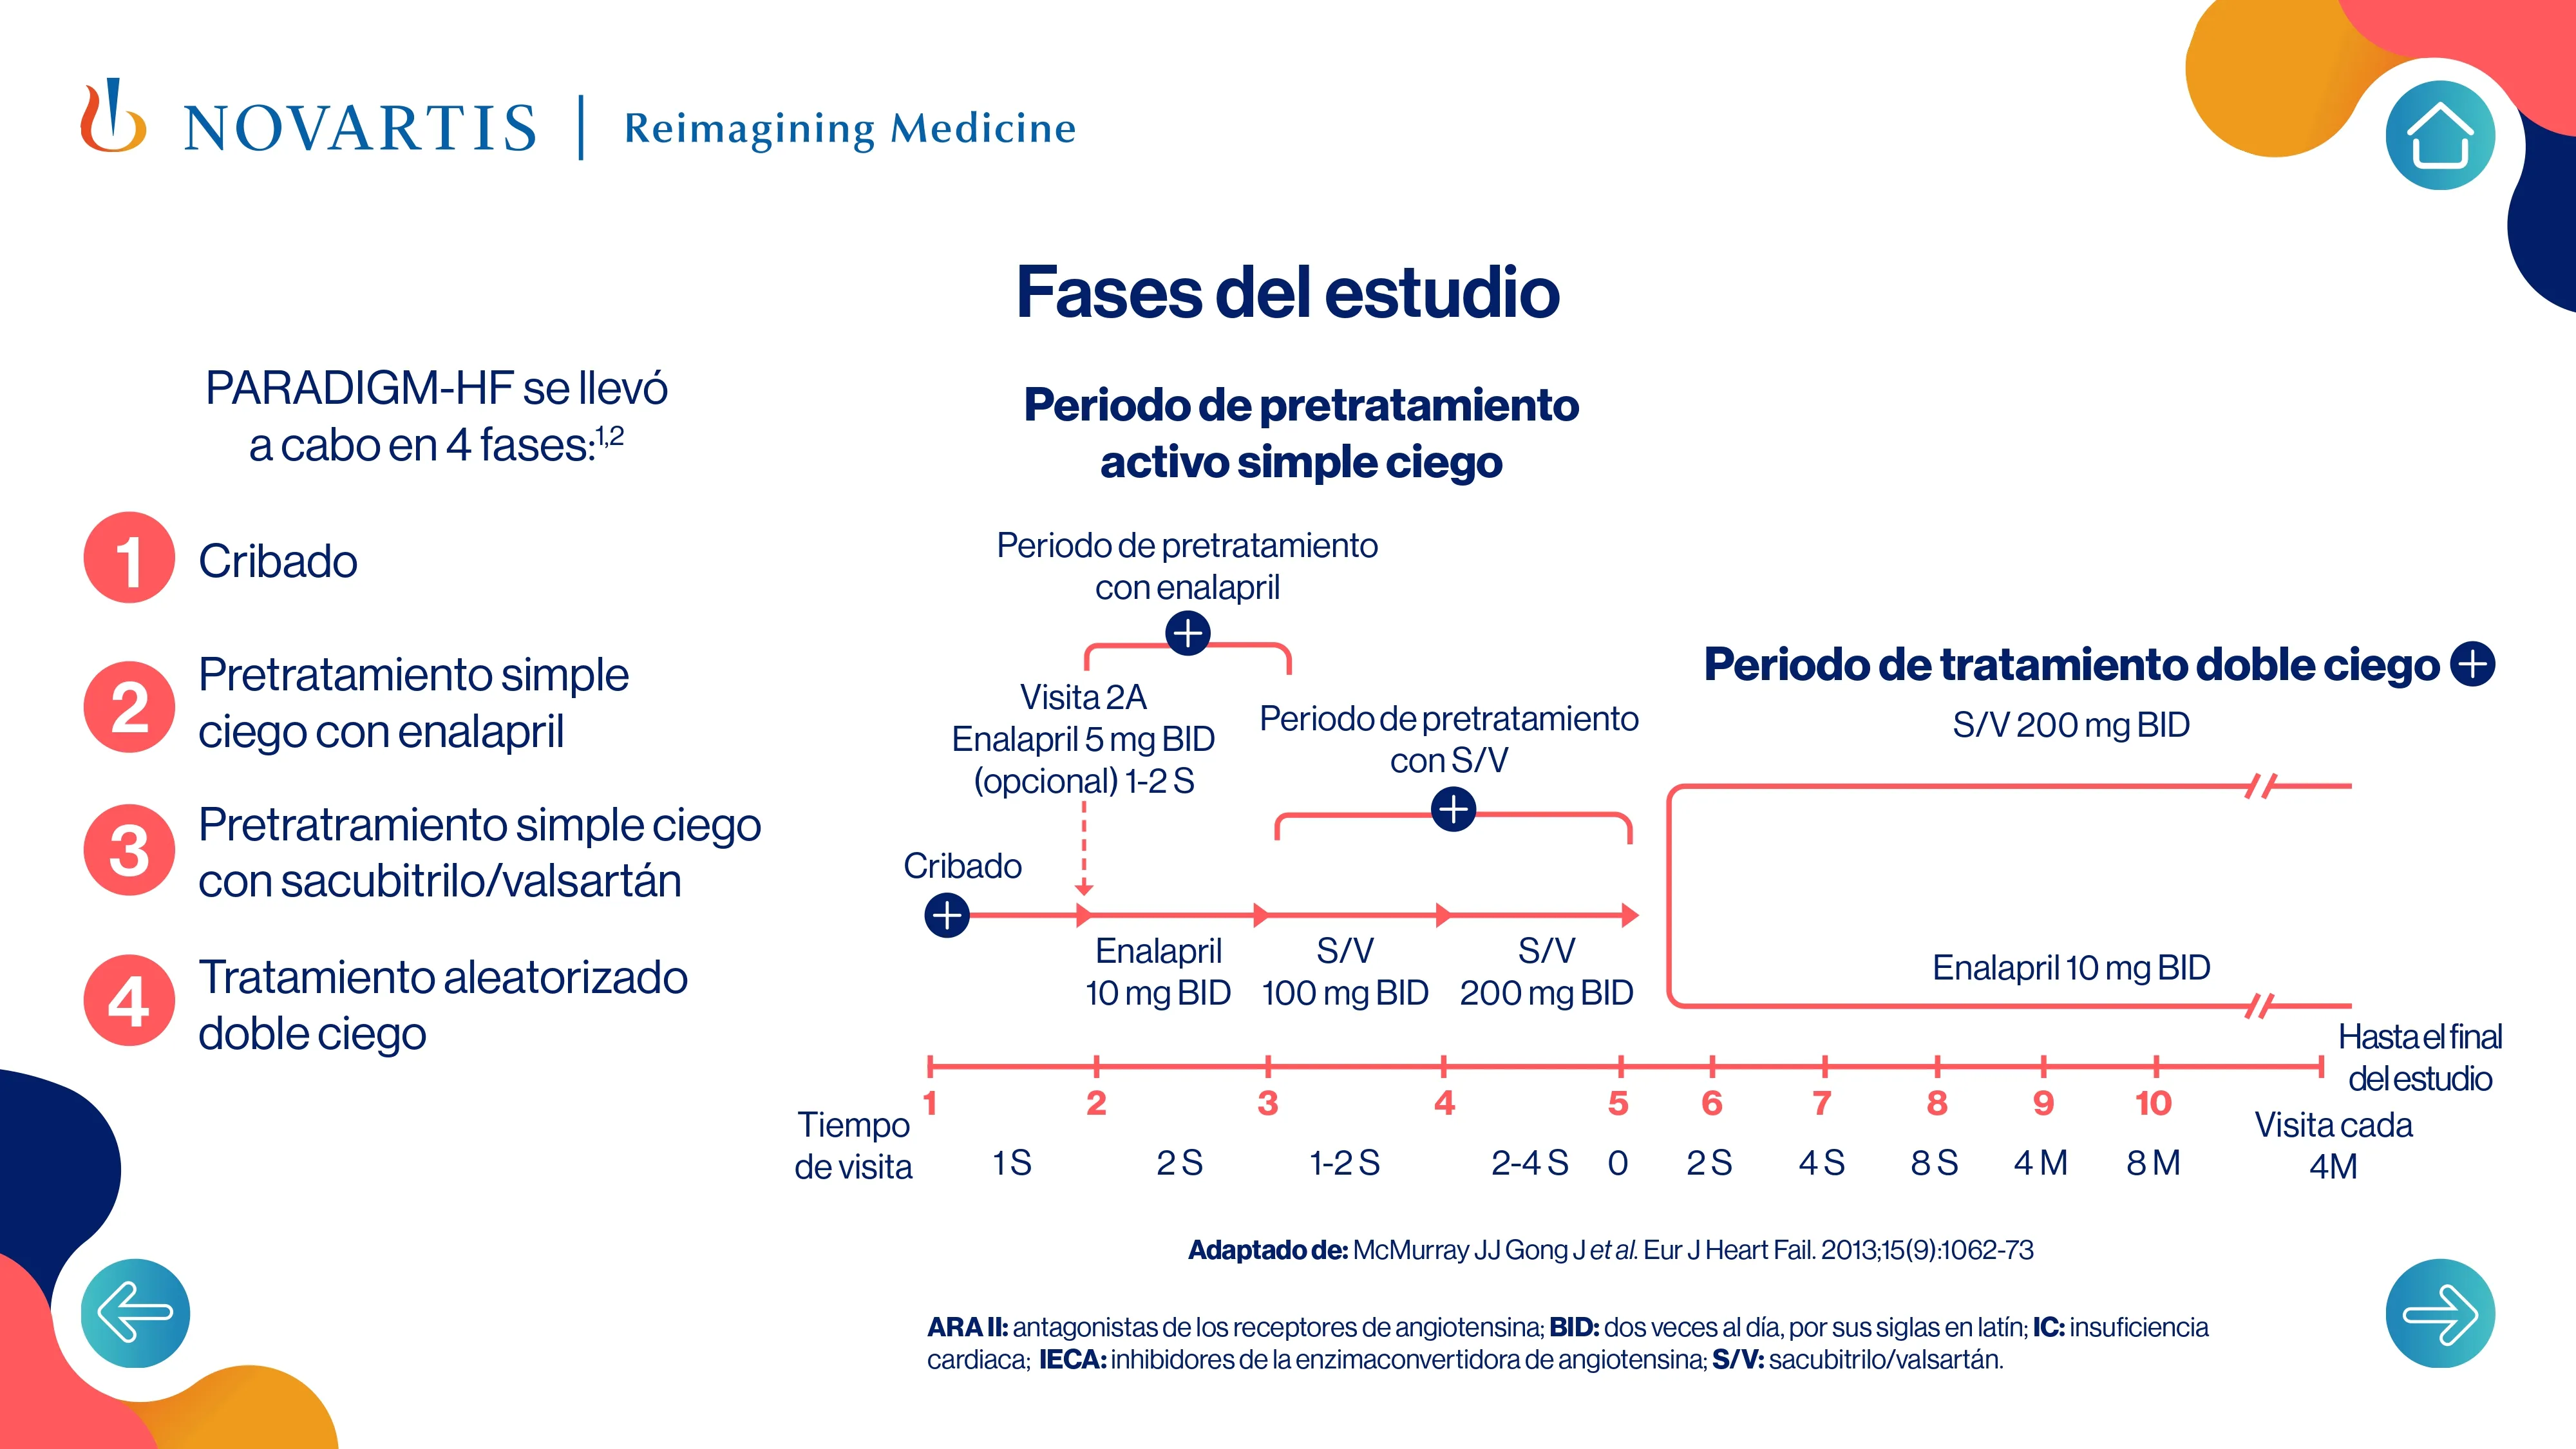 NOVARTIS | Reimagining Medicine
Fases del estudio
PARADIGM-HF se llevó
a cabo en 4 fases:1,2
1 Cribado
2 Pretratamiento simple
ciego con enalapril
3 Pretratramiento simple ciego
con sacubitrilo/valsartán
4 Tratamiento aleatorizado
doble ciego
Periodo de pretratamiento
activo simple ciego
Periodo de pretratamiento
con enalapril
Visita 2A
Enalapril 5 mg BID
(opcional) 1-2 S
Periodo de pretratamiento
con S/V
Cribado
Enalapril
10 mg BID
S/V
100 mg BID
S/V
200 mg BID
Periodo de tratamiento doble ciego
S/V 200 mg BID
Enalapril 10 mg BID
Hasta el final
del estudio
1 2 3 4 5 6 7 8 9 10
Tiempo
de visita
1 S 2 S 1-2 S 2-4 S 0 2 S 4 S 8 S 4 M 8 M
Visita cada
4M
Adaptado de: McMurray JJ Gong J et al. Eur J Heart Fail. 2013;15(9):1062-73
ARA II: antagonistas de los receptores de angiotensina; BID: dos veces al día, por sus siglas en latín; IC: insuficiencia
cardiaca; IECA: inhibidores de la enzimaconvertidora de angiotensina; S/V: sacubitrilo/valsartán.